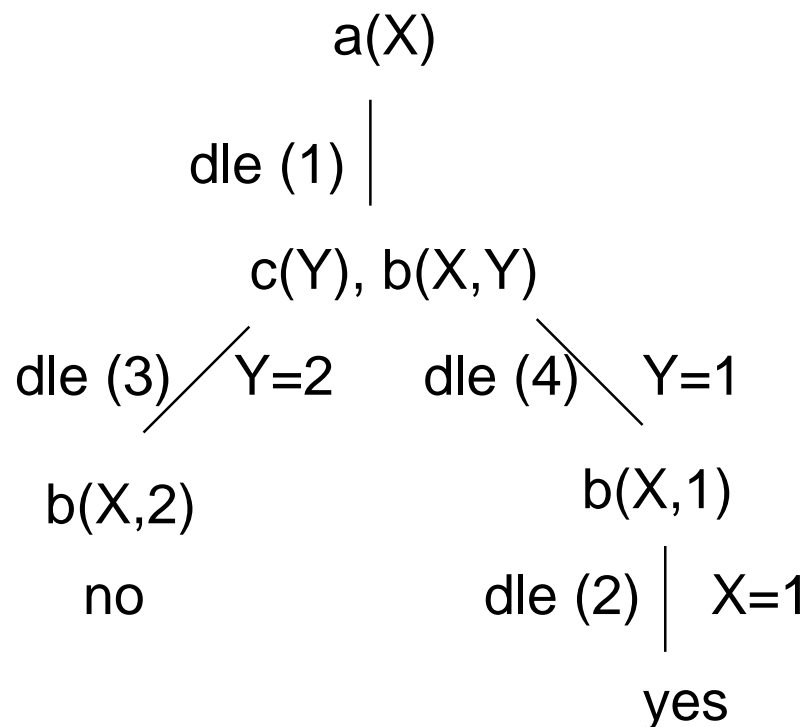 a(X)
dle (1)
c(Y), b(X,Y)
dle (3) Y=2 dle (4) Y=1
b(X,2) b(X,1)
no dle (2) X=1
yes